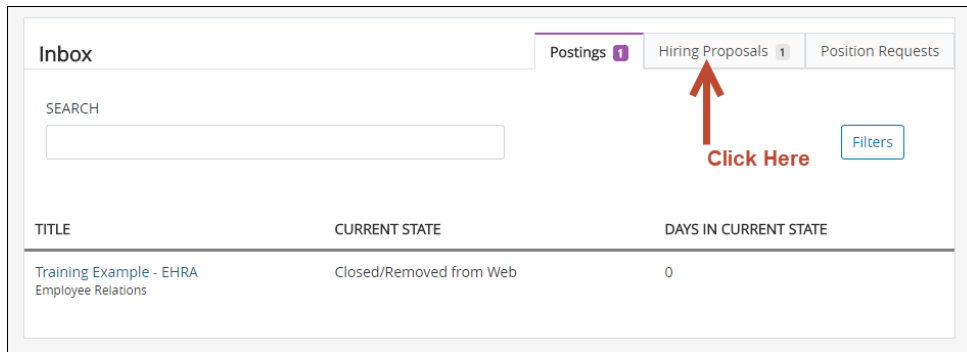 Inbox
Postings 1
Hiring Proposals 1
Position Requests
SEARCH
Filters
Click Here
TITLE CURRENT STATE DAYS IN CURRENT STATE
Training Example - EHRA Closed/Removed from Web 0
Employee Relations